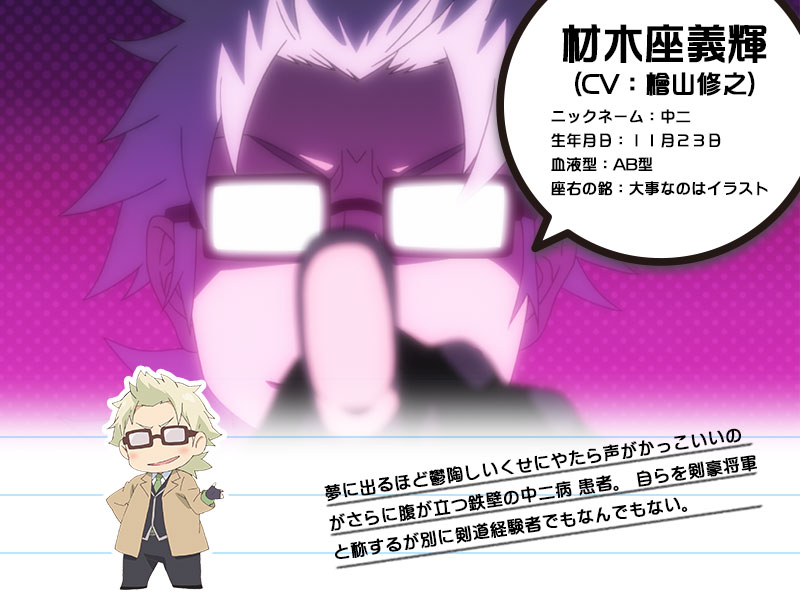 材木座義輝
(CV：檜山修之)
ニックネーム：中二
生年月日：１１月２３日
血液型：AB型
座右の銘：大事なのはイラスト
夢に出るほど鬱陶しいくせにやたら声がかっこいいの
がさらに腹が立つ鉄壁の中二病 患者。 自らを剣豪将軍
と称するが別に剣道経験者でもなんでもない。